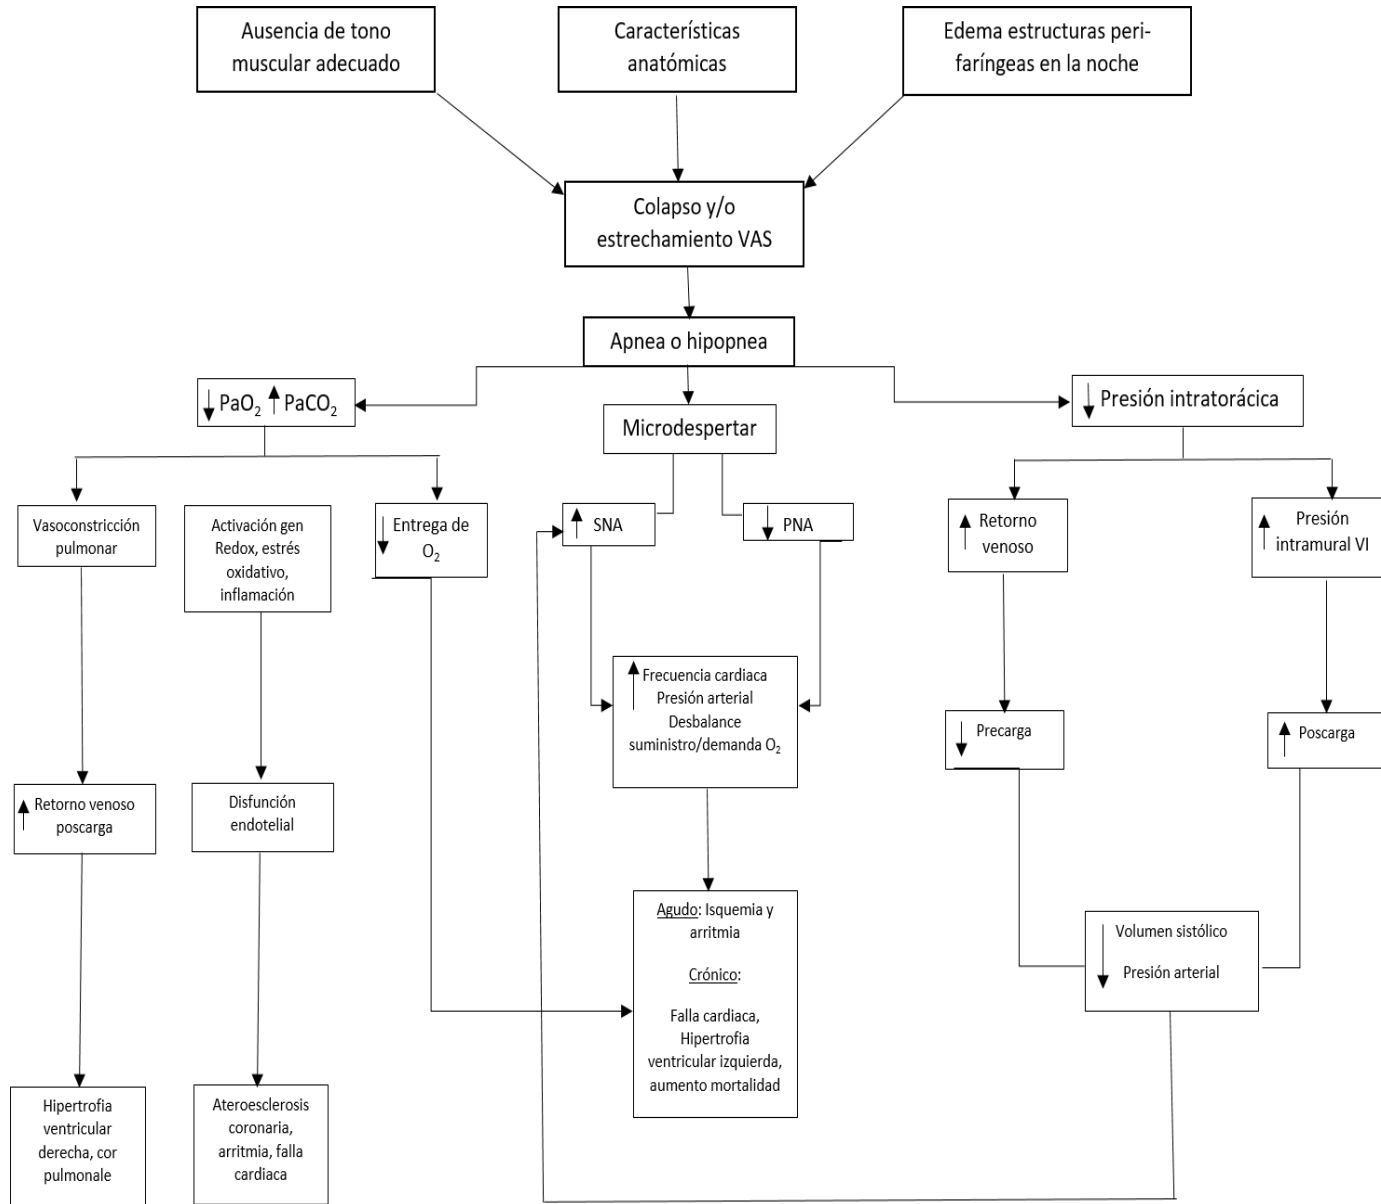 Ausencia de tono
muscular adecuado
Características
anatómicas
Edema estructuras peri-
faríngeas en la noche
Colapso y/o
estrechamiento VAS
Apnea o hipopnea
PaO₂ PaCO₂
Microdespertar
Presión intratorácica
Vasoconstricción
pulmonar
Activación gen
Redox, estrés
oxidativo,
inflamación
Entrega de
O₂
SNA
PNA
Retorno
venoso
Presión
intramural VI
Frecuencia cardiaca
Presión arterial
Desbalance
suministro/demanda O₂
Precarga
Poscarga
Retorno venoso
poscarga
Disfunción
endotelial
Agudo: Isquemia y
arritmia
Crónico:
Falla cardiaca,
Hipertrofia
ventricular izquierda,
aumento mortalidad
Volumen sistólico
Presión arterial
Hipertrofia
ventricular
derecha, cor
pulmonale
Ateroesclerosis
coronaria,
arritmia, falla
cardiaca